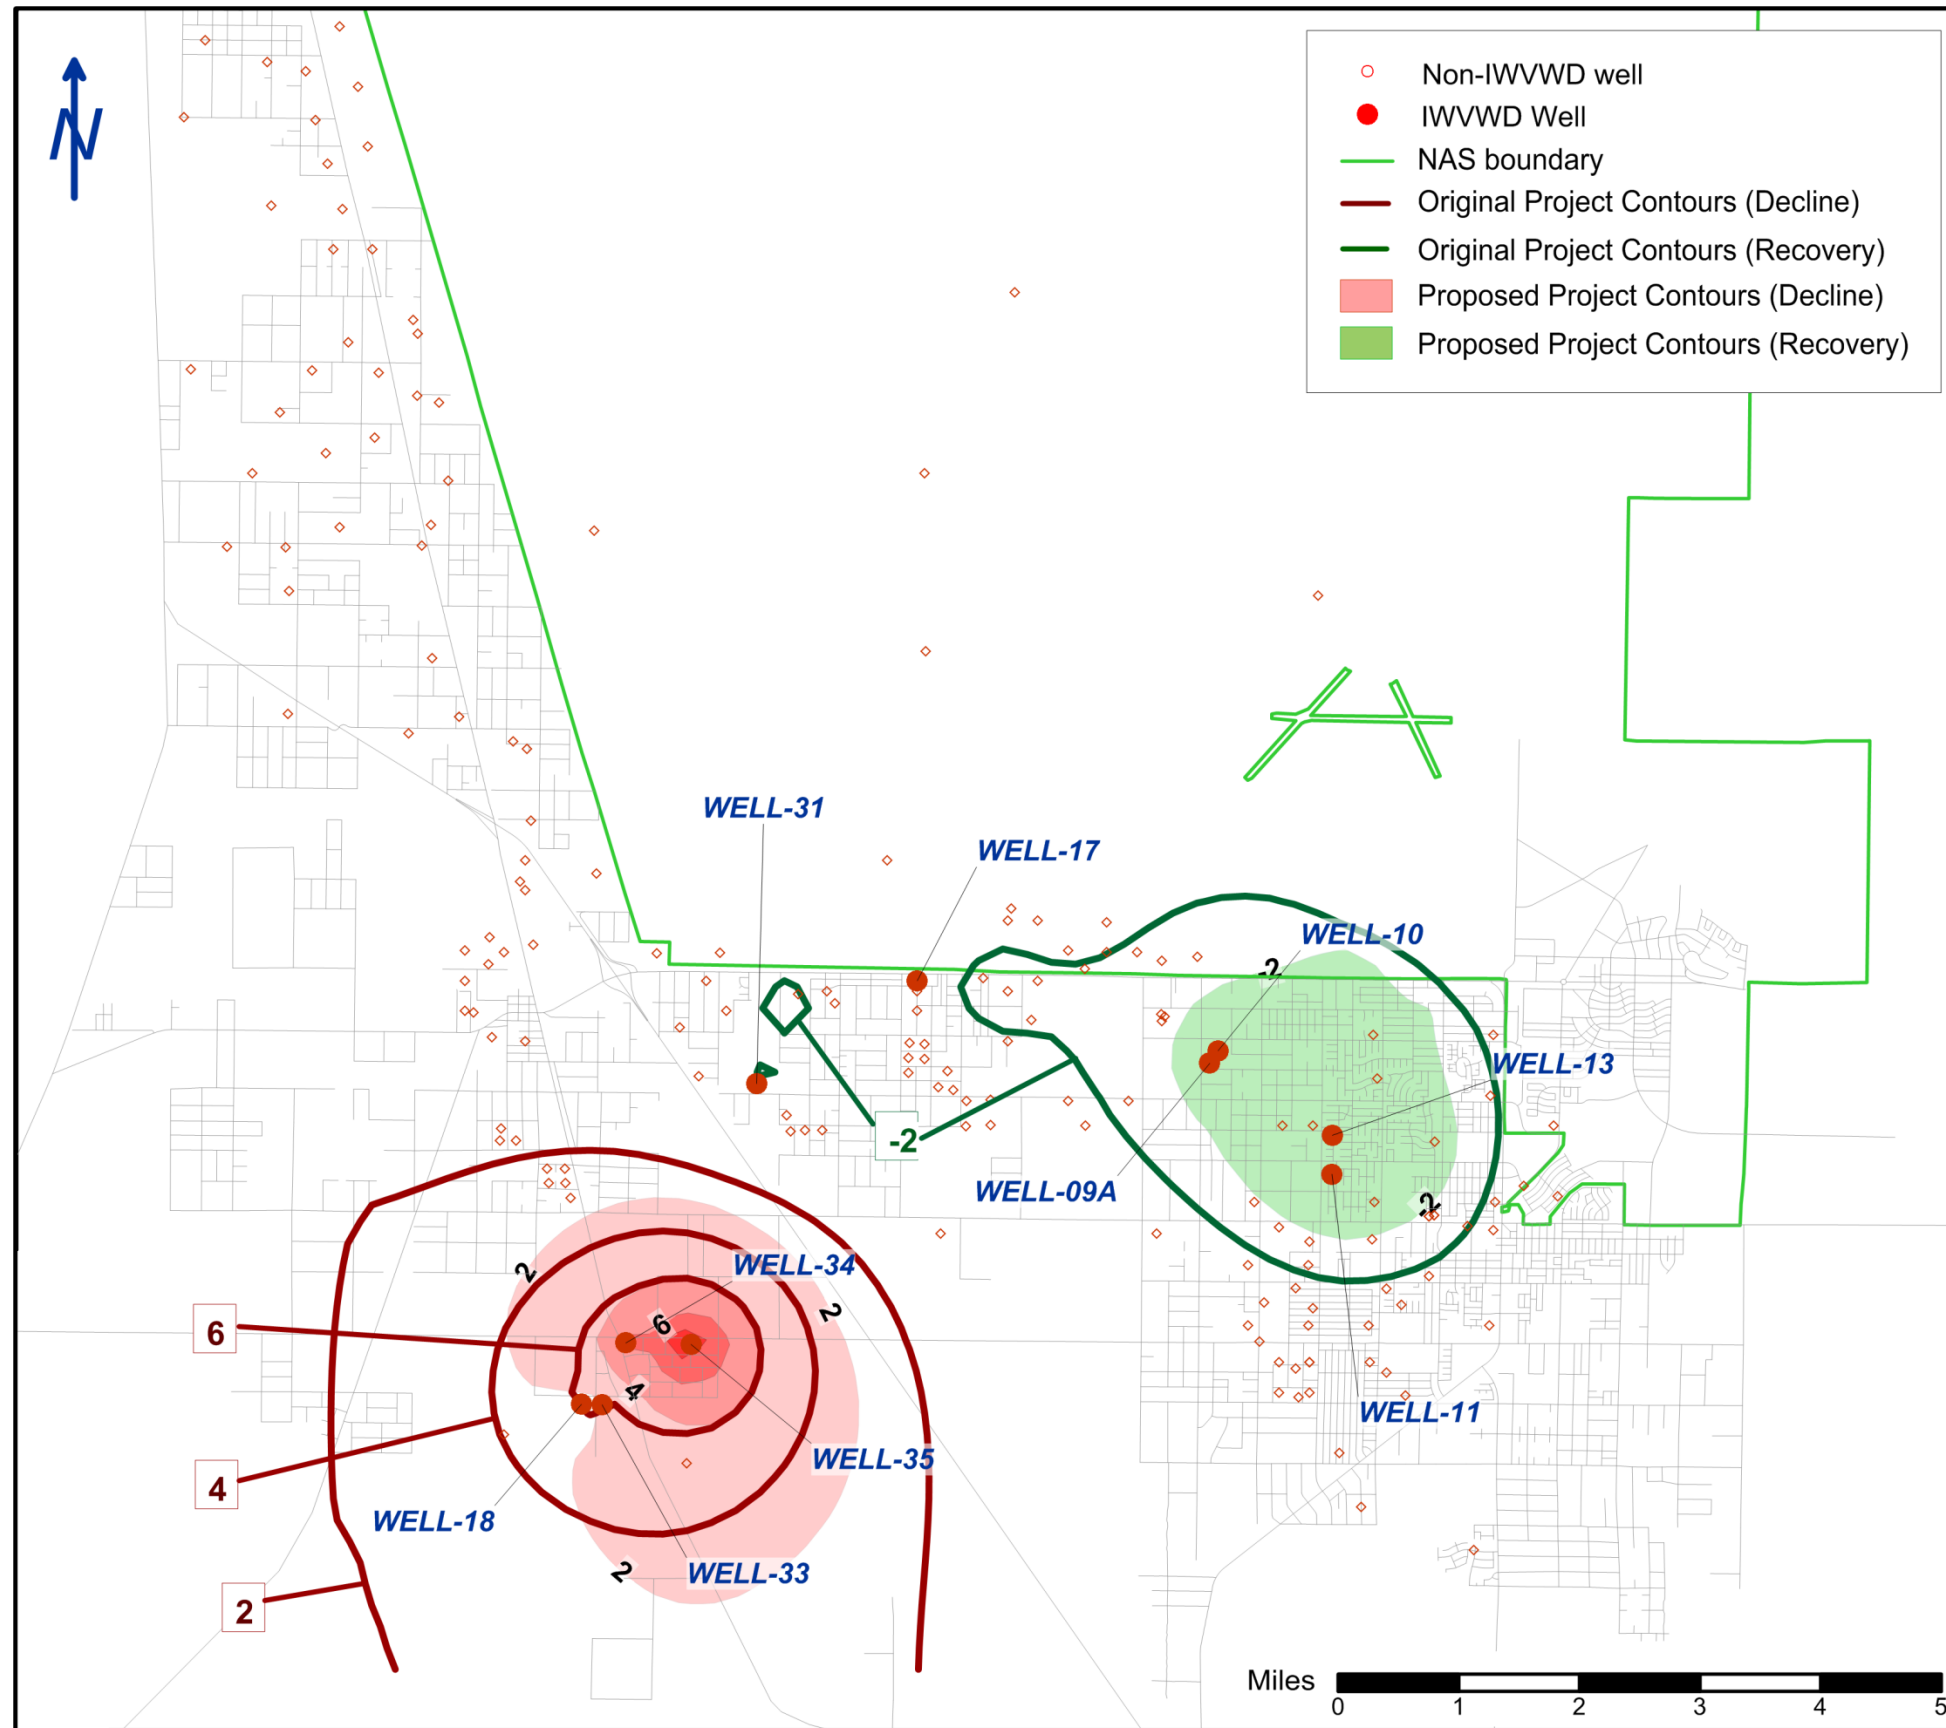 N
Non-IWVWD well
IWVWD Well
NAS boundary
Original Project Contours (Decline)
Original Project Contours (Recovery)
Proposed Project Contours (Decline)
Proposed Project Contours (Recovery)
WELL-31
WELL-17
WELL-10
-2
WELL-13
-2
WELL-09A
-2
WELL-34
2
2
6
6
4
WELL-11
WELL-35
4
WELL-18
WELL-33
2
2
Miles
0 1 2 3 4 5